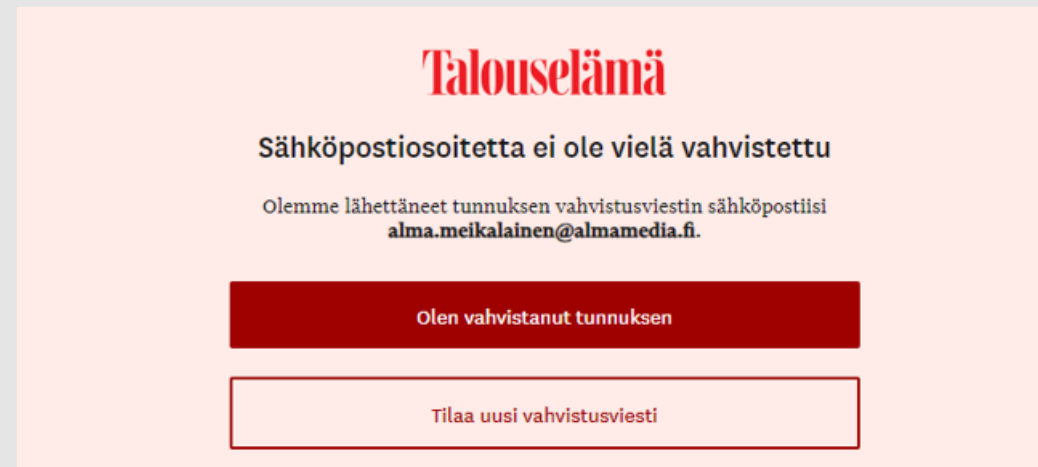 Talouselämä
Sähköpostiosoitetta ei ole vielä vahvistettu
Olemme lähettäneet tunnuksen vahvistusviestin sähköpostiisi
alma.meikalainen@almamedia.fi.
Olen vahvistanut tunnuksen
Tilaa uusi vahvistusviesti